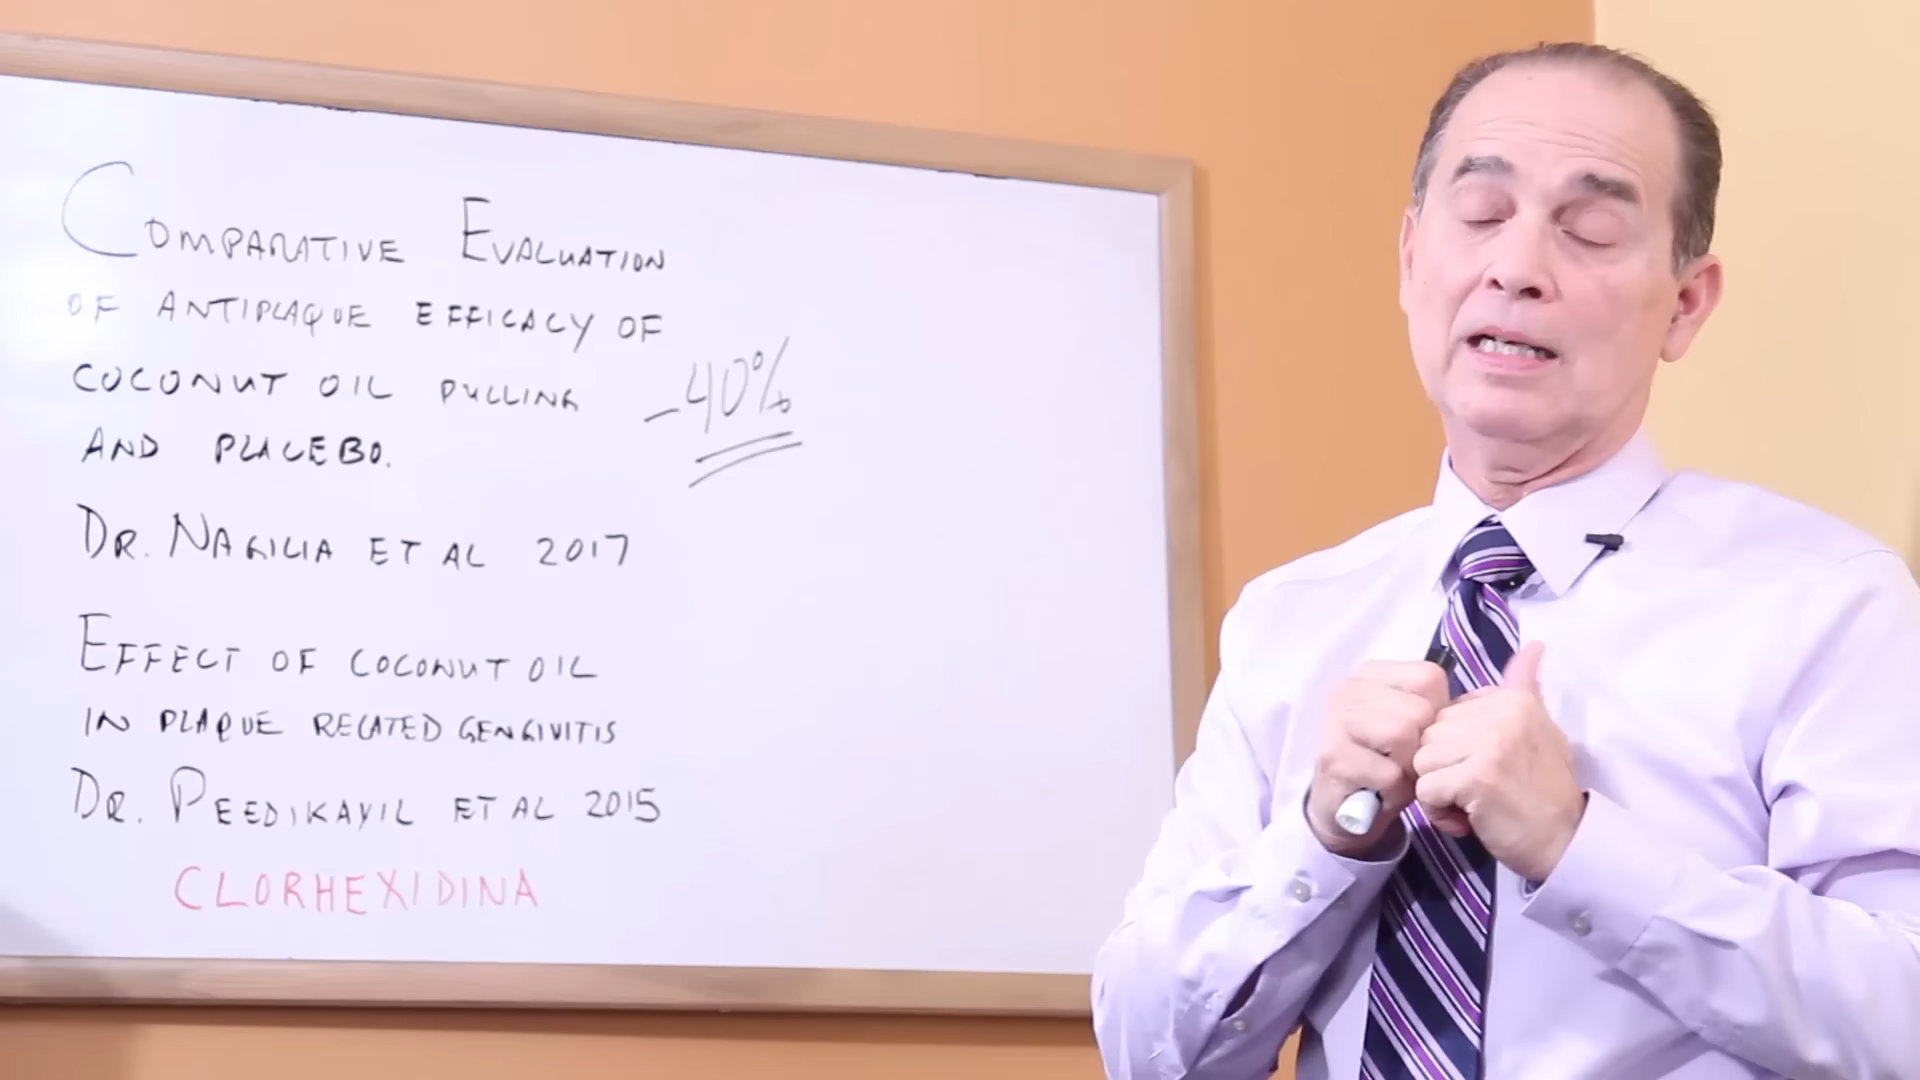 COMPARATIVE EVALUATION
OF ANTIPLAQUE EFFICACY OF
COCONUT OIL PULLING
AND PLACEBO.
-40%
DR. NAGILIA ET AL 2017
EFFECT OF COCONUT OIL
IN PLAQUE RELATED GENGIVITIS
DR. PEEDIKAYIL ET AL 2015
CLORHEXIDINA